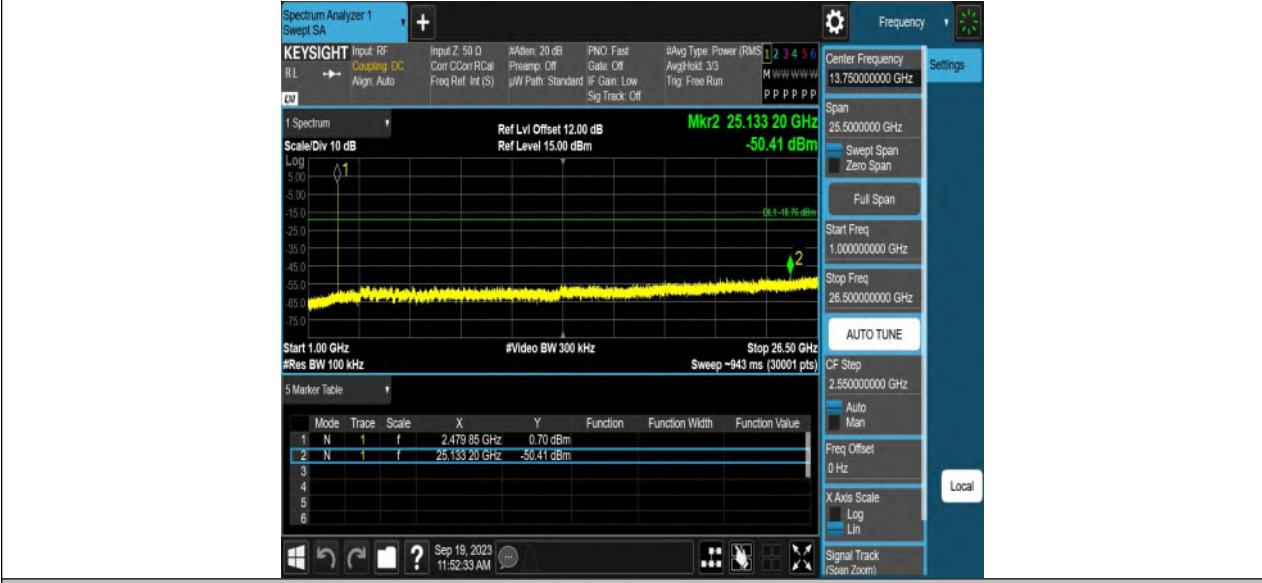 Spectrum Analyzer 1
Swept SA
+
Frequency
KEYSIGHT
RL
LXI
Input: RF
Coupling: DC
Align: Auto
Input Z: 50 Ω
Corr CCorr RCal
Freq Ref: Int (S)
#Atten: 20 dB
Preamp: Off
µW Path: Standard
PNO: Fast
Gate: Off
IF Gain: Low
Sig Track: Off
#Avg Type: Power (RMS
Avg|Hold: 3/3
Trig: Free Run
1 2 3 4 5 6
M W W W W W
P P P P P P
1 Spectrum
Scale/Div 10 dB
Ref Lvl Offset 12.00 dB
Ref Level 15.00 dBm
Mkr2 25.133 20 GHz
-50.41 dBm
Log
5.00
-5.00
-15.0
-25.0
-35.0
-45.0
-55.0
-65.0
-75.0
1
DL1 -18.76 dBm
2
Start 1.00 GHz
#Video BW 300 kHz
Stop 26.50 GHz
#Res BW 100 kHz
Sweep ~943 ms (30001 pts)
5 Marker Table
Mode Trace Scale X Y Function Function Width Function Value
1 N 1 f 2.479 85 GHz 0.70 dBm
2 N 1 f 25.133 20 GHz -50.41 dBm
3
4
5
6
?
Sep 19, 2023
11:52:33 AM
Center Frequency
13.750000000 GHz
Settings
Span
25.5000000 GHz
Swept Span
Zero Span
Full Span
Start Freq
1.000000000 GHz
Stop Freq
26.500000000 GHz
AUTO TUNE
CF Step
2.550000000 GHz
Auto
Man
Freq Offset
0 Hz
X Axis Scale
Log
Lin
Local
Signal Track
(Span Zoom)